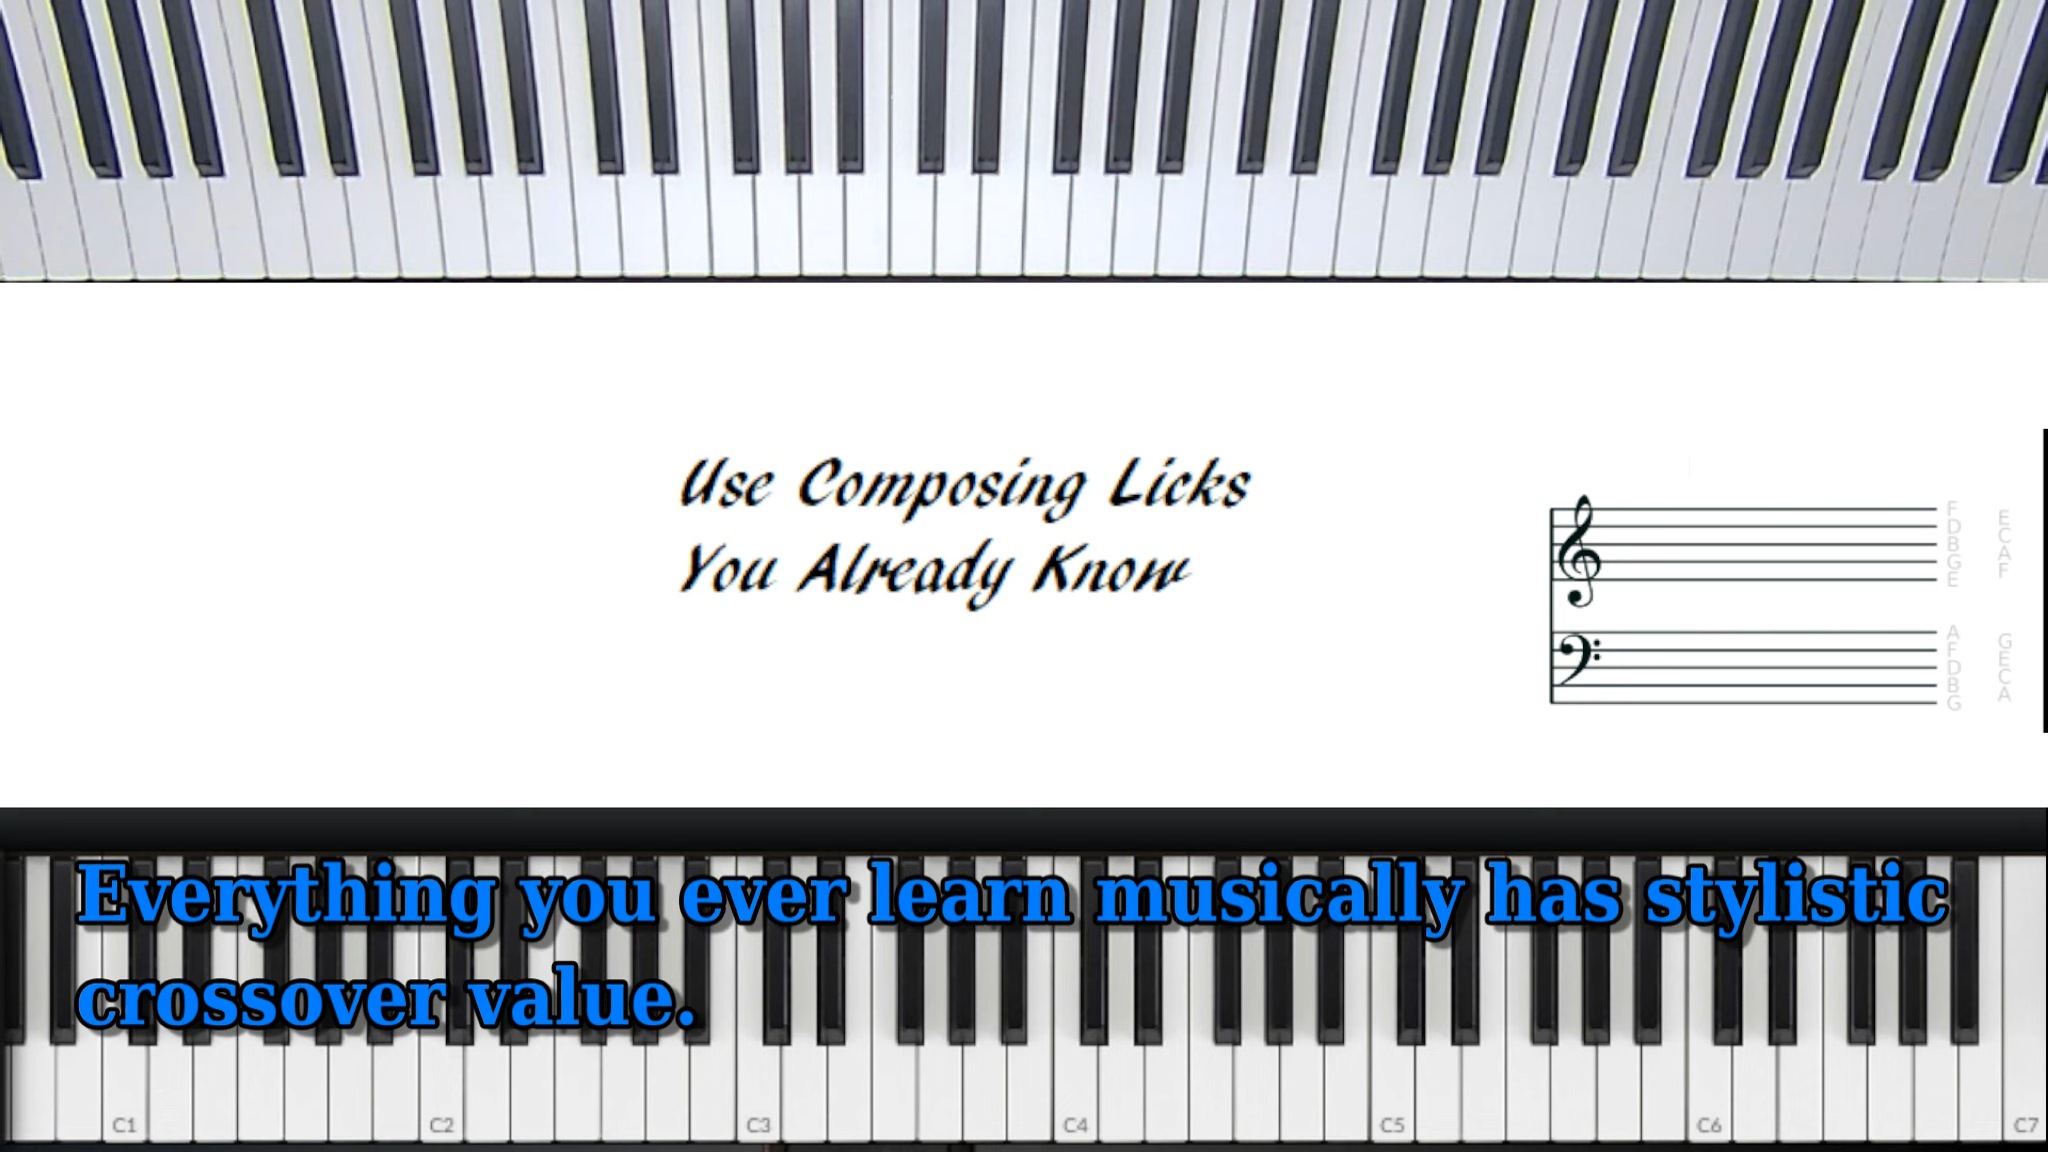 Use Composing Licks
You Already Know
F
D
B
G
E
E
C
A
F
A
F
D
B
G
G
E
C
A
Everything you ever learn musically has stylistic
crossover value.
C1 C2 C3 C4 C5 C6 C7